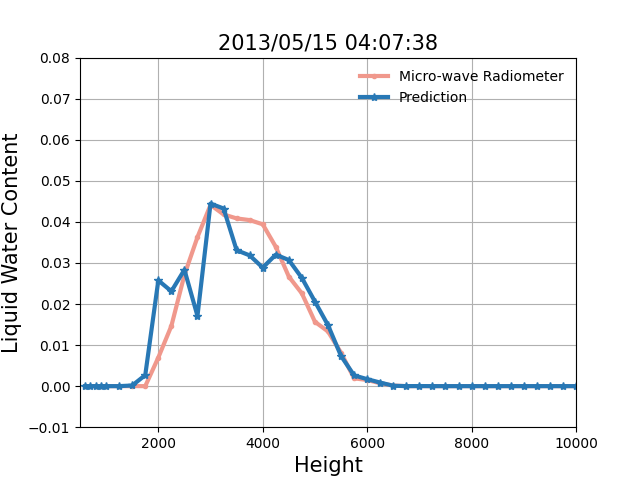 2013/05/15 04:07:38
Micro-wave Radiometer
Prediction
Liquid Water Content
0.08
0.07
0.06
0.05
0.04
0.03
0.02
0.01
0.00
−0.01
2000 4000 6000 8000 10000
Height